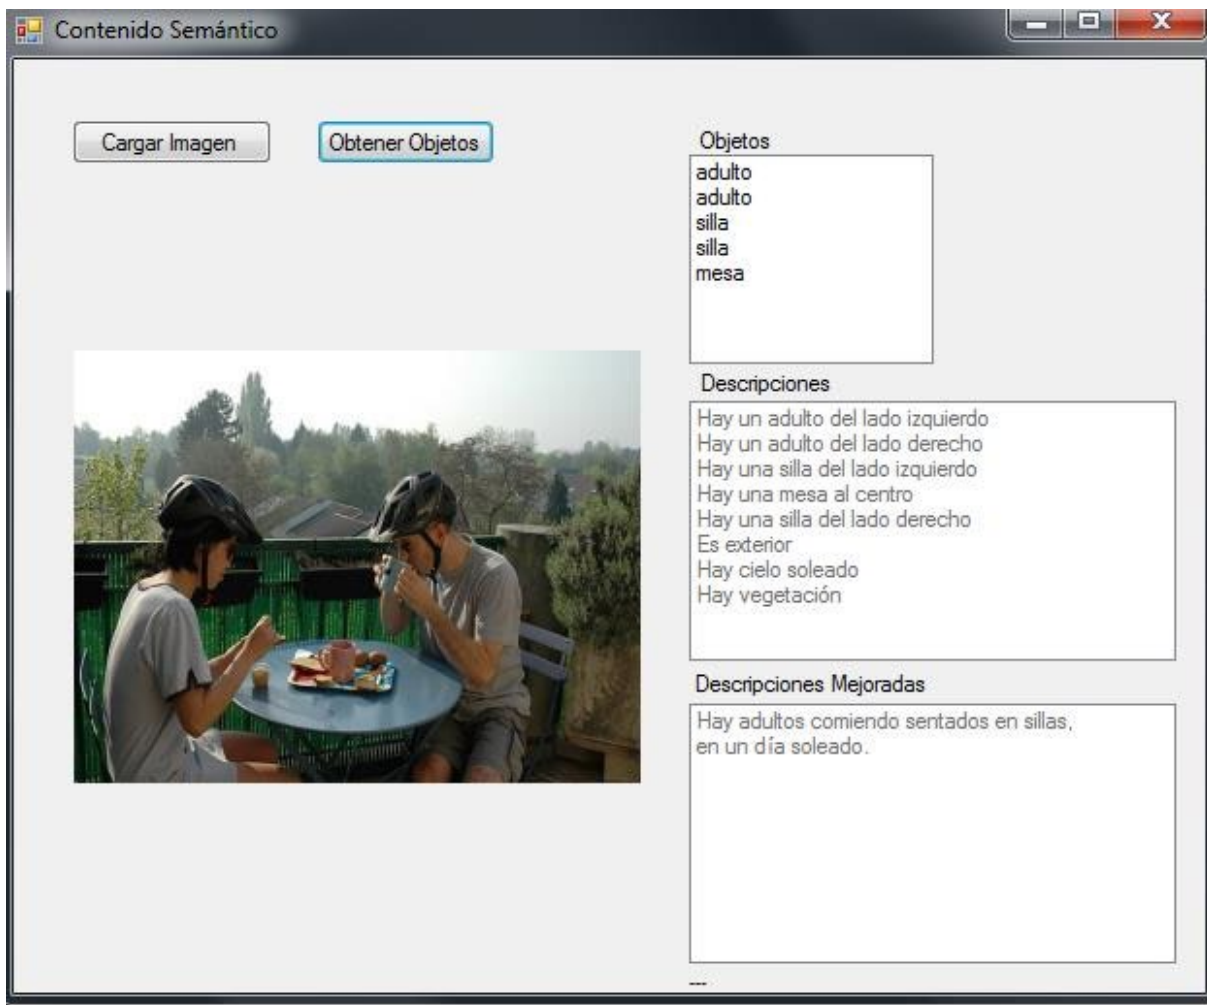 Contenido Semántico
Cargar Imagen
Obtener Objetos
Objetos
adulto
adulto
silla
silla
mesa
Descripciones
Hay un adulto del lado izquierdo
Hay un adulto del lado derecho
Hay una silla del lado izquierdo
Hay una mesa al centro
Hay una silla del lado derecho
Es exterior
Hay cielo soleado
Hay vegetación
Descripciones Mejoradas
Hay adultos comiendo sentados en sillas,
en un día soleado.
---